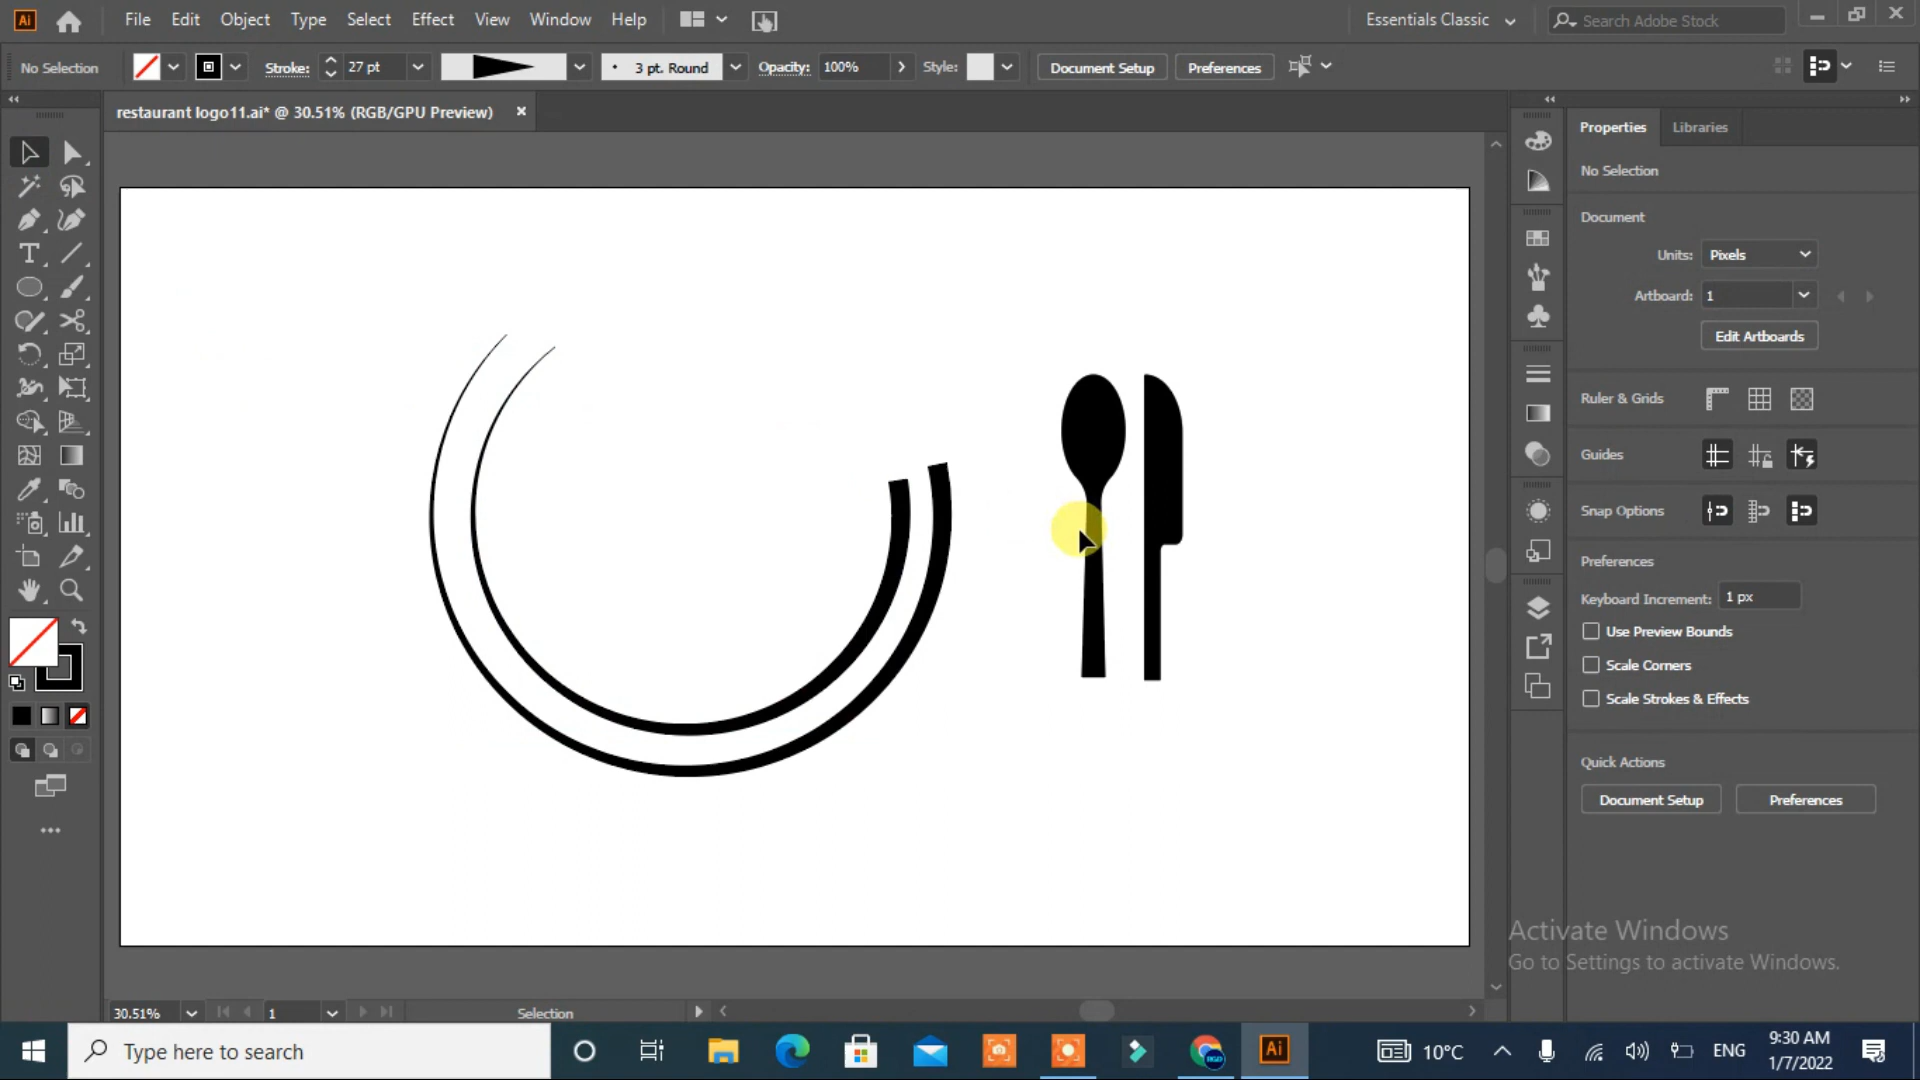 Ai File Edit Object Type Select Effect View Window Help Essentials Classic Search Adobe Stock
No Selection Stroke: 27 pt 3 pt. Round Opacity: 100% Style: Document Setup Preferences
restaurant logo11.ai* @ 30.51% (RGB/GPU Preview)
Properties Libraries
No Selection
Document
Units: Pixels
Artboard: 1
Edit Artboards
Ruler & Grids
Guides
Snap Options
Preferences
Keyboard Increment: 1 px
Use Preview Bounds
Scale Corners
Scale Strokes & Effects
Quick Actions
Document Setup Preferences
Activate Windows
Go to Settings to activate Windows.
30.51% 1 Selection
Type here to search Ai 10°C ENG 9:30 AM
1/7/2022